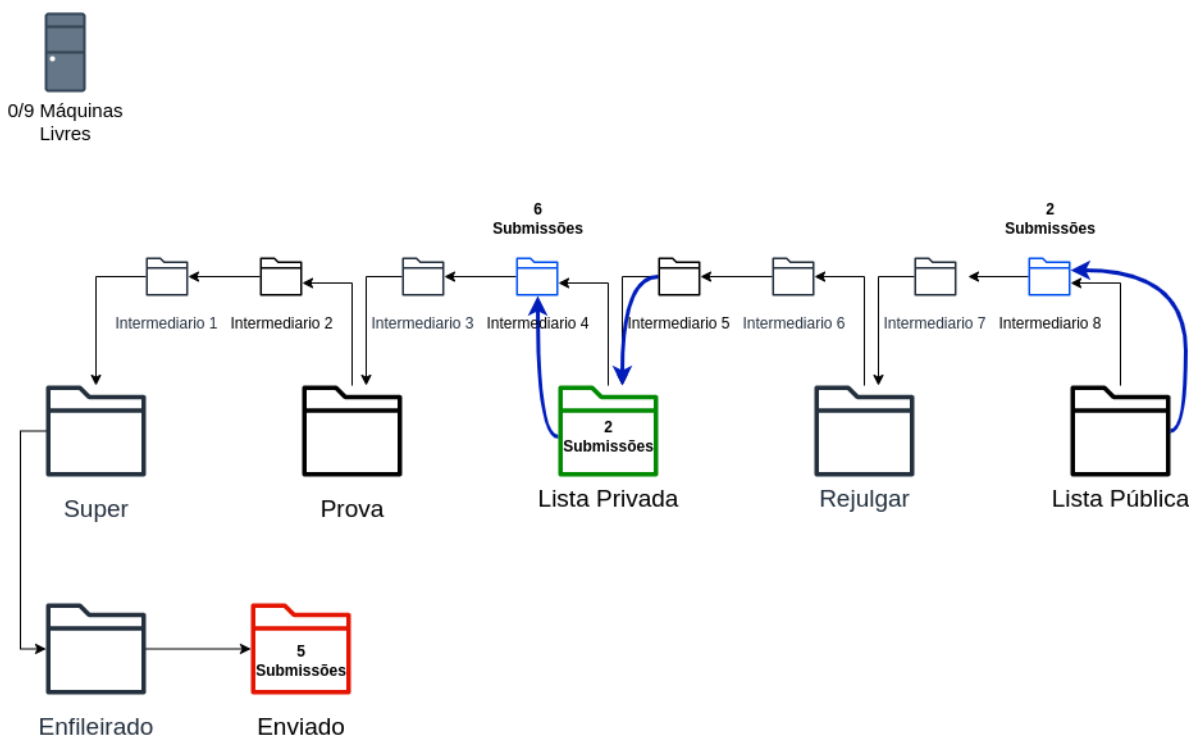 0/9 Máquinas
Livres
6
Submissões
2
Submissões
Intermediario 1
Intermediario 2
Intermediario 3
Intermediario 4
Intermediario 5
Intermediario 6
Intermediario 7
Intermediario 8
2
Submissões
Super
Prova
Lista Privada
Rejulgar
Lista Pública
5
Submissões
Enfileirado
Enviado